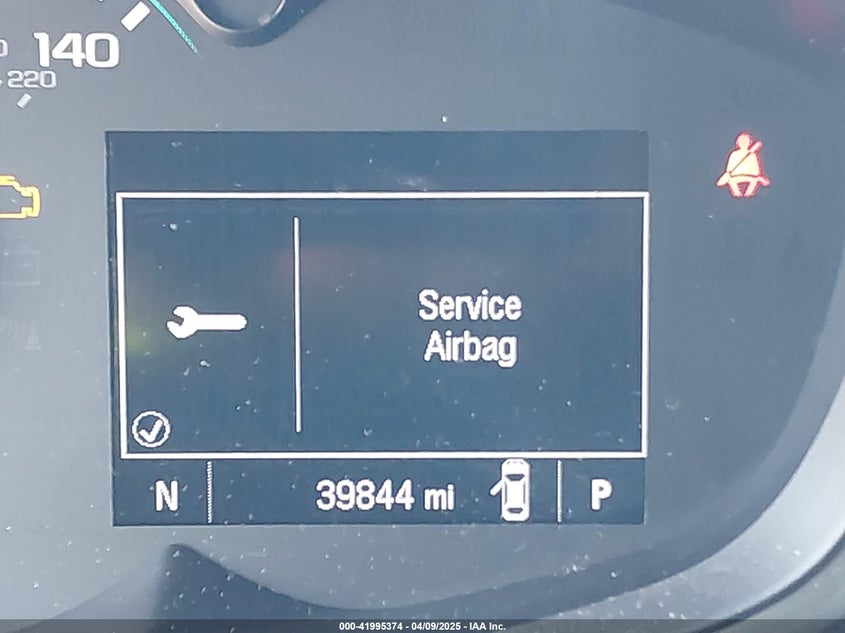 140
220
Service
Airbag
N
39844 mi
P
000-41995374 - 04/09/2025 - IAA Inc.